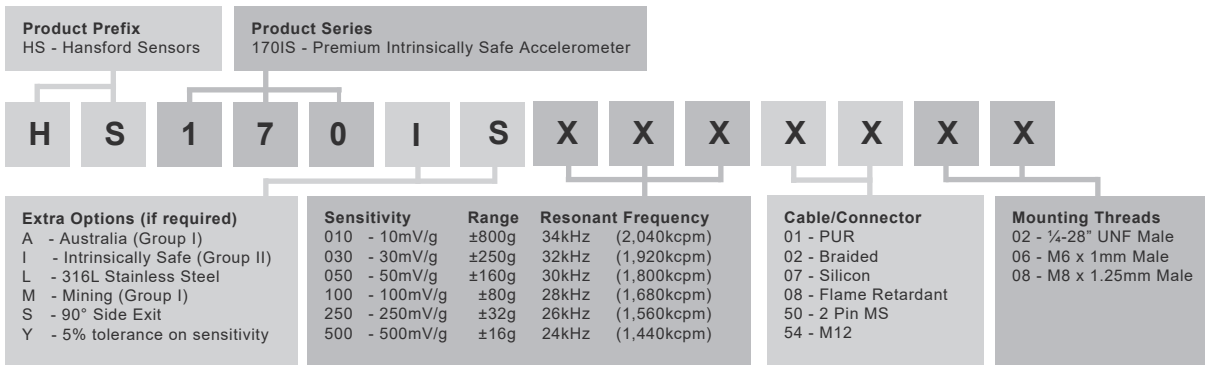 Product Prefix
HS - Hansford Sensors
Product Series
170IS - Premium Intrinsically Safe Accelerometer
H S 1 7 0 I S X X X X X X X
Extra Options (if required)
A - Australia (Group I)
I - Intrinsically Safe (Group II)
L - 316L Stainless Steel
M - Mining (Group I)
S - 90° Side Exit
Y - 5% tolerance on sensitivity
Sensitivity Range Resonant Frequency
010 - 10mV/g ±800g 34kHz (2,040kcpm)
030 - 30mV/g ±250g 32kHz (1,920kcpm)
050 - 50mV/g ±160g 30kHz (1,800kcpm)
100 - 100mV/g ±80g 28kHz (1,680kcpm)
250 - 250mV/g ±32g 26kHz (1,560kcpm)
500 - 500mV/g ±16g 24kHz (1,440kcpm)
Cable/Connector
01 - PUR
02 - Braided
07 - Silicon
08 - Flame Retardant
50 - 2 Pin MS
54 - M12
Mounting Threads
02 - ¼-28” UNF Male
06 - M6 x 1mm Male
08 - M8 x 1.25mm Male